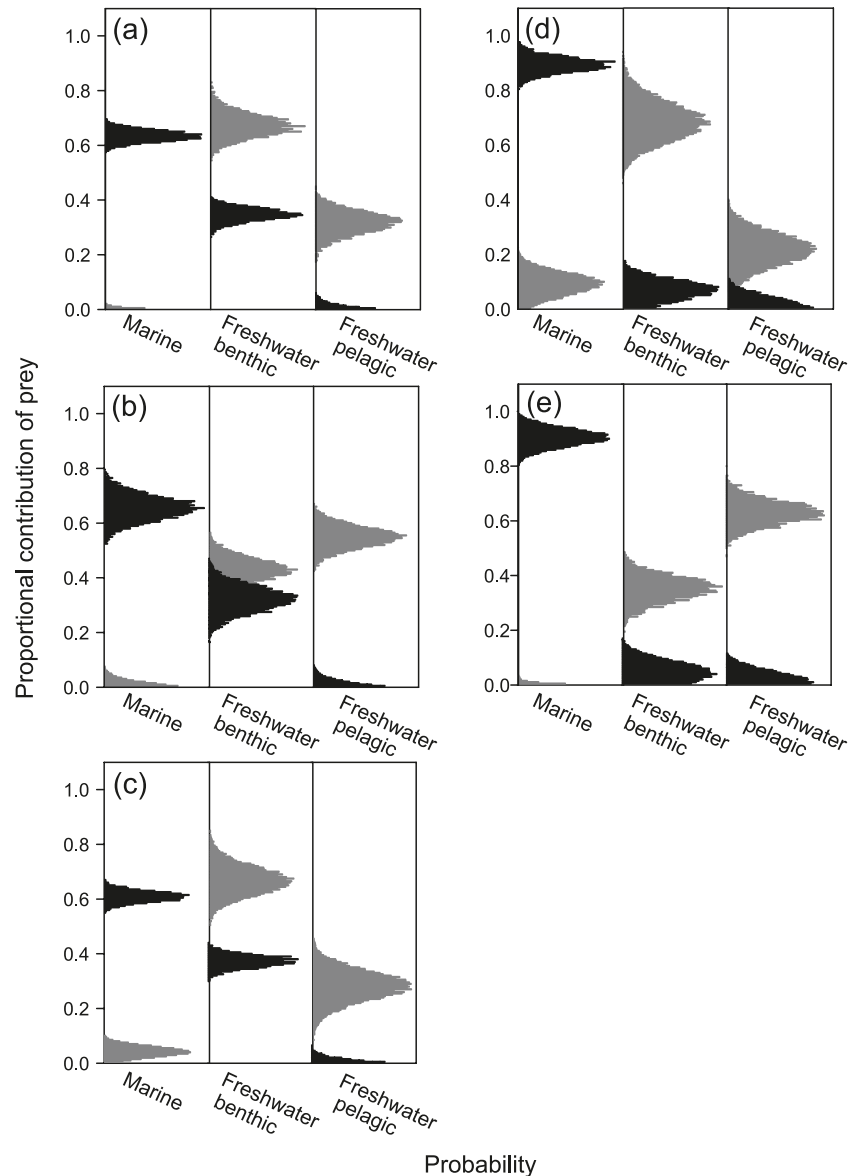 (a)
1.0
0.8
0.6
0.4
0.2
0.0
Marine
Freshwater
benthic
Freshwater
pelagic
(d)
1.0
0.8
0.6
0.4
0.2
0.0
Marine
Freshwater
benthic
Freshwater
pelagic
Proportional contribution of prey
(b)
1.0
0.8
0.6
0.4
0.2
0.0
Marine
Freshwater
benthic
Freshwater
pelagic
(e)
1.0
0.8
0.6
0.4
0.2
0.0
Marine
Freshwater
benthic
Freshwater
pelagic
(c)
1.0
0.8
0.6
0.4
0.2
0.0
Marine
Freshwater
benthic
Freshwater
pelagic
Probability